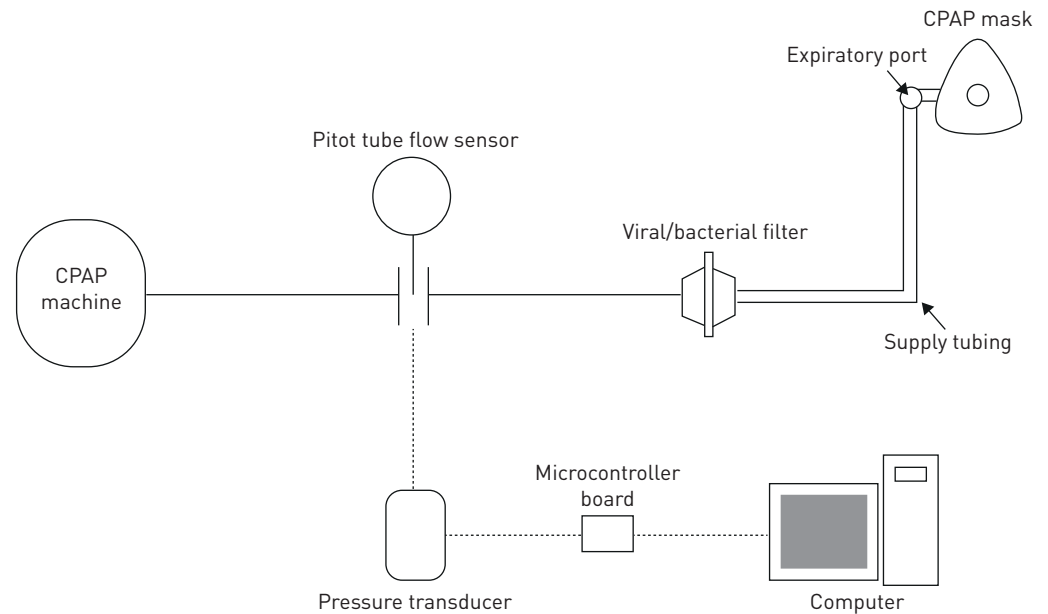 CPAP mask
Expiratory port
Pitot tube flow sensor
Viral/bacterial filter
CPAP
machine
Supply tubing
Microcontroller
board
Pressure transducer
Computer